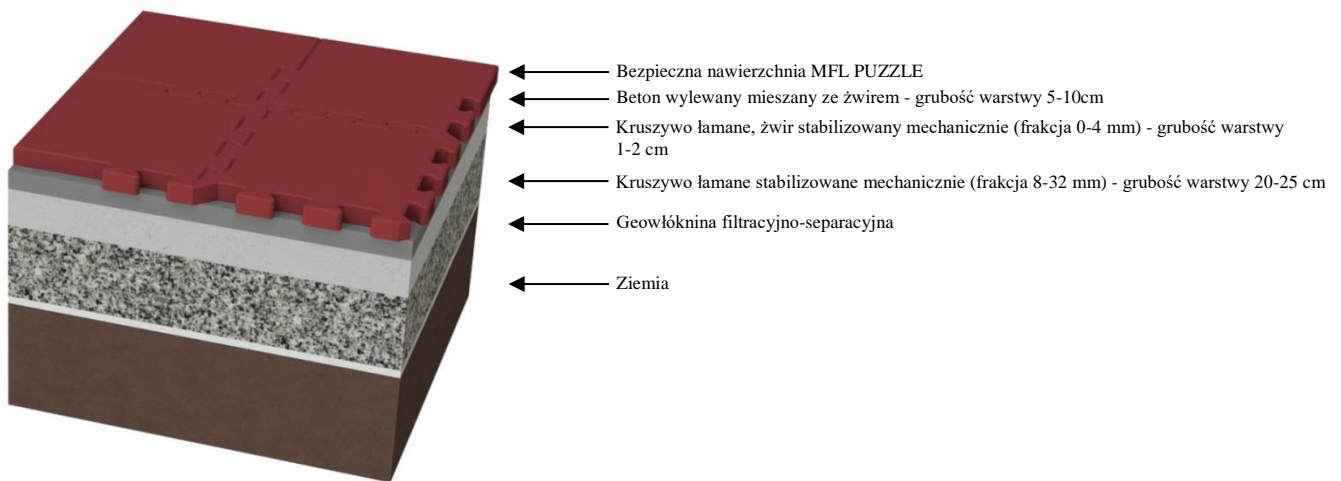 Bezpieczna nawierzchnia MFL PUZZLE
Beton wylewany mieszany ze żwirem - grubość warstwy 5-10cm
Kruszywo łamane, żwir stabilizowany mechanicznie (frakcja 0-4 mm) - grubość warstwy
1-2 cm
Kruszywo łamane stabilizowane mechanicznie (frakcja 8-32 mm) - grubość warstwy 20-25 cm
Geowłóknina filtracyjno-separacyjna
Ziemia